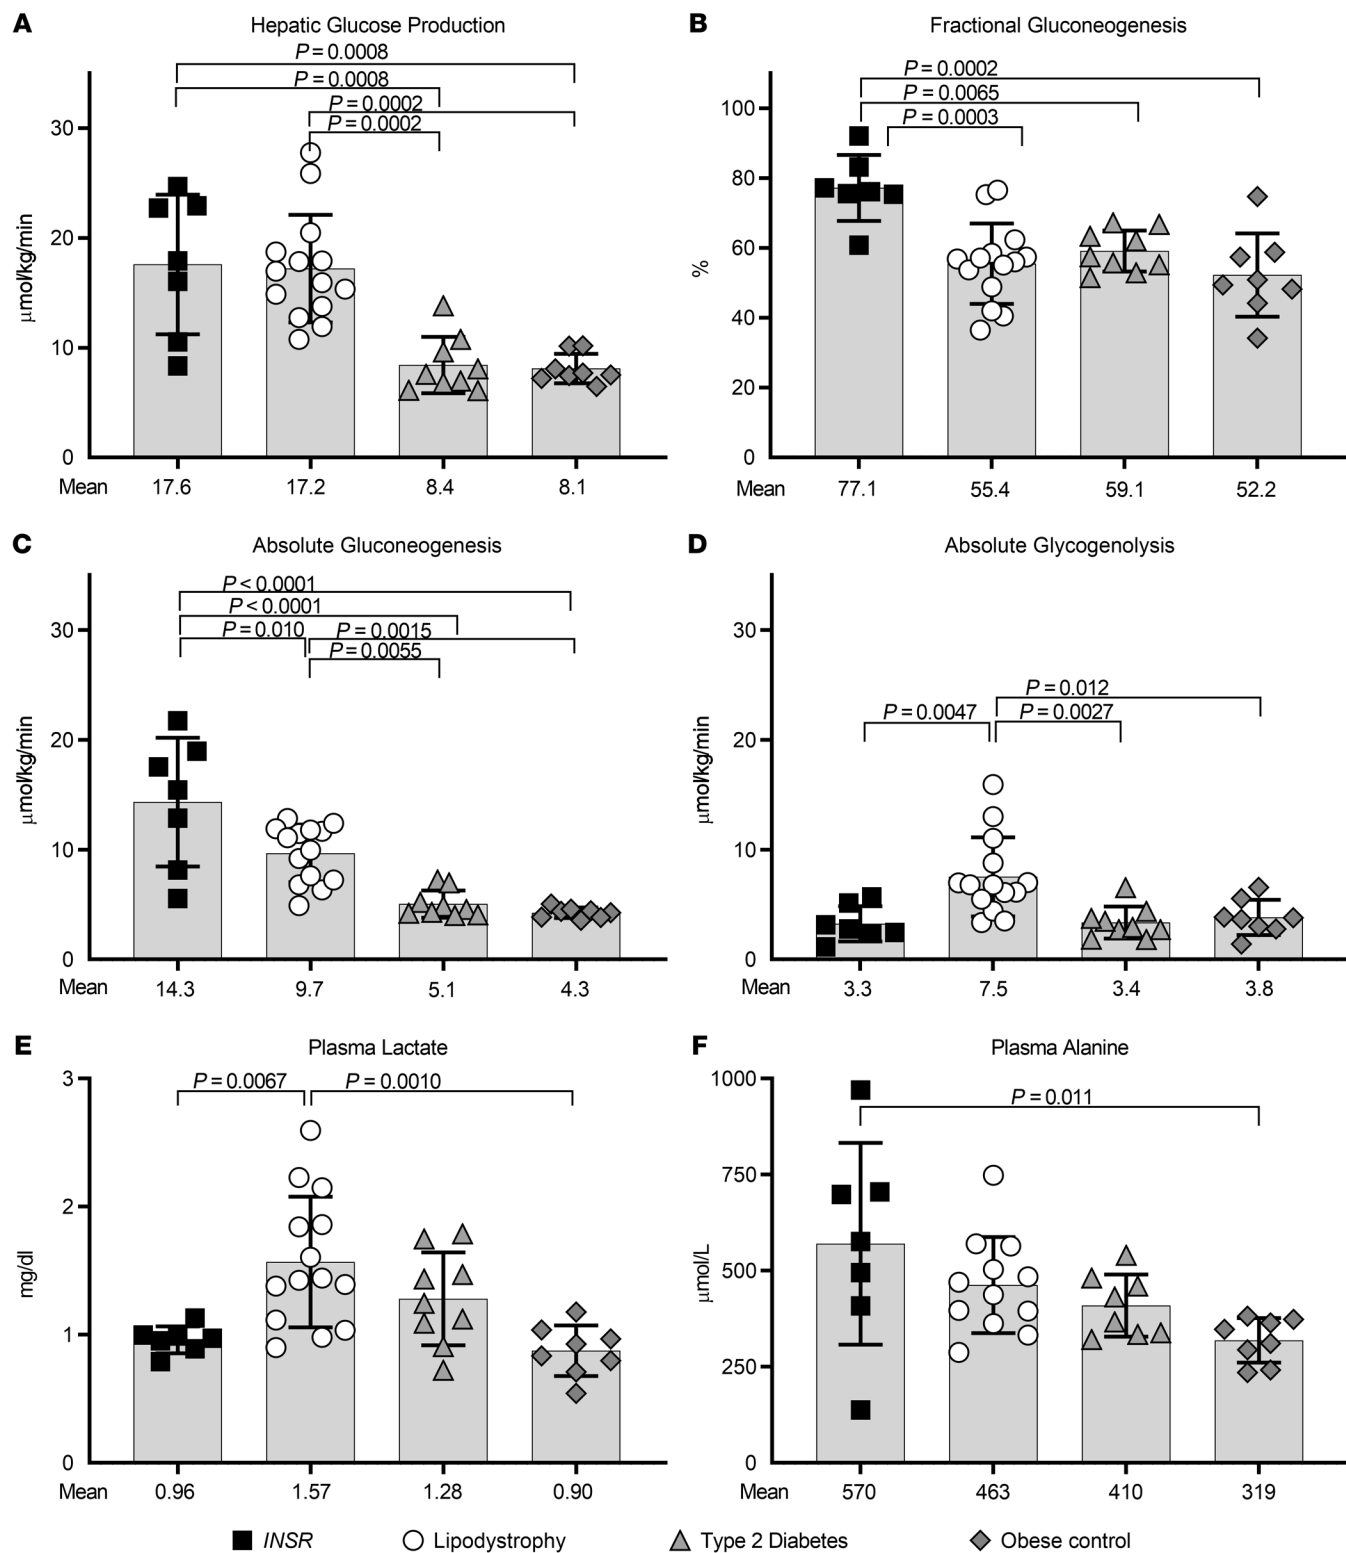 A
Hepatic Glucose Production
P = 0.0008
P = 0.0008
P = 0.0002
P = 0.0002
30
20
10
0
μmol/kg/min
Mean 17.6 17.2 8.4 8.1
B
Fractional Gluconeogenesis
P = 0.0002
P = 0.0065
P = 0.0003
100
80
60
40
20
0
%
Mean 77.1 55.4 59.1 52.2
C
Absolute Gluconeogenesis
P < 0.0001
P < 0.0001
P = 0.010 P = 0.0015
P = 0.0055
30
20
10
0
μmol/kg/min
Mean 14.3 9.7 5.1 4.3
D
Absolute Glycogenolysis
P = 0.012
P = 0.0047 P = 0.0027
30
20
10
0
μmol/kg/min
Mean 3.3 7.5 3.4 3.8
E
Plasma Lactate
P = 0.0067 P = 0.0010
3
2
1
0
mg/dl
Mean 0.96 1.57 1.28 0.90
F
Plasma Alanine
P = 0.011
1000
750
500
250
0
μmol/L
Mean 570 463 410 319
INSR Lipodystrophy Type 2 Diabetes Obese control